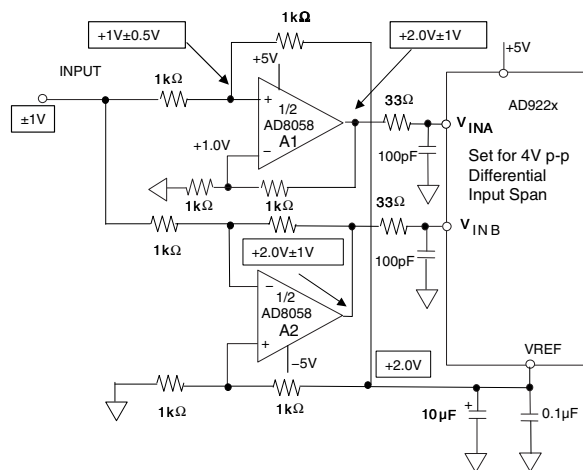 1kΩ
+1V±0.5V
+2.0V±1V
+5V
+5V
INPUT
1kΩ
33Ω
AD922x
±1V
+
1/2
AD8058
A1
VINA
+1.0V
−
100pF
Set for 4V p-p
Differential
Input Span
1kΩ
1kΩ
33Ω
1kΩ
1kΩ
VINB
+2.0V±1V
100pF
−
1/2
AD8058
A2
+
−5V
+2.0V
VREF
1kΩ
1kΩ
10µF
+
0.1µF